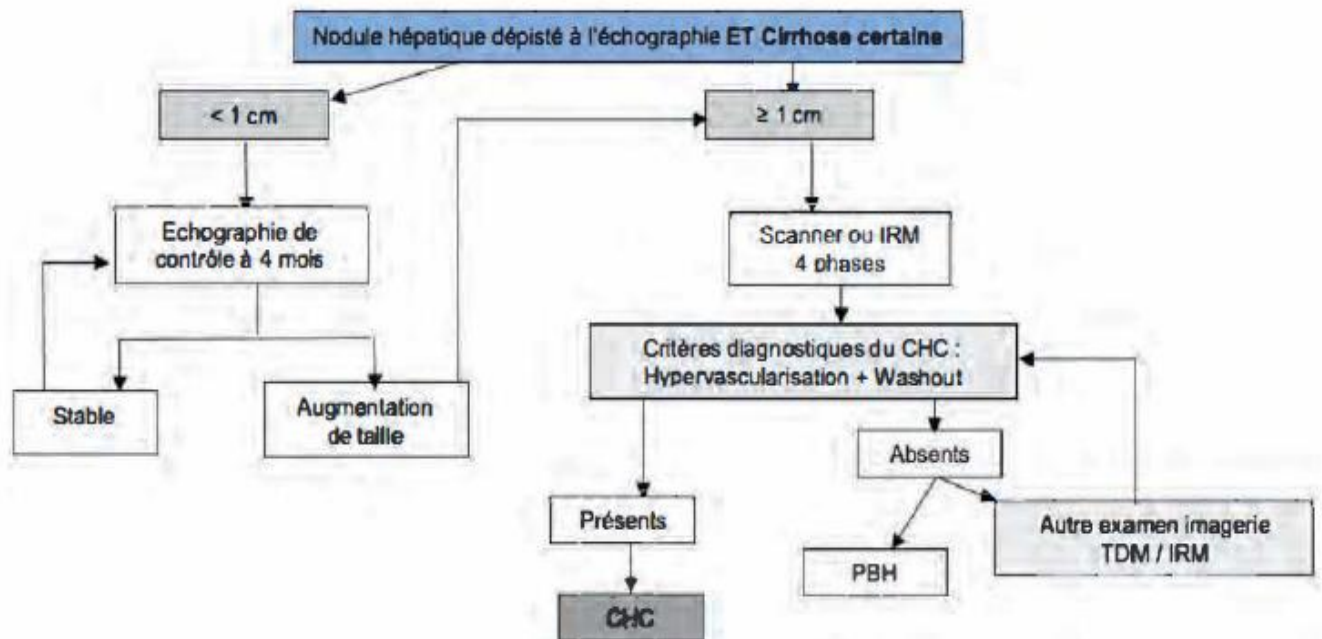 Nodule hépatique dépisté à l'échographie ET Cirrhose certaine
< 1 cm
≥ 1 cm
Echographie de
contrôle à 4 mois
Scanner ou IRM
4 phases
Critères diagnostiques du CHC :
Hypervascularisation + Washout
Stable
Augmentation
de taille
Absents
Présents
Autre examen imagerie
TDM / IRM
PBH
CHC